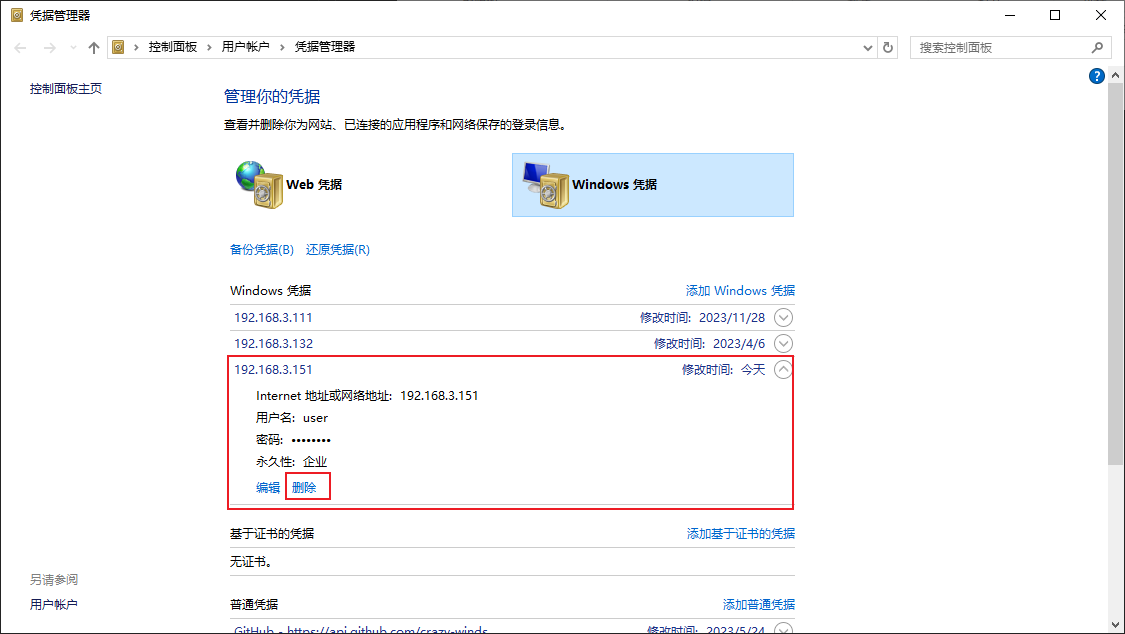 凭据管理器
控制面板 › 用户帐户 › 凭据管理器
搜索控制面板
控制面板主页
管理你的凭据
查看并删除你为网站、已连接的应用程序和网络保存的登录信息。
Web 凭据
Windows 凭据
备份凭据(B) 还原凭据(R)
Windows 凭据 添加 Windows 凭据
192.168.3.111 修改时间: 2023/11/28
192.168.3.132 修改时间: 2023/4/6
192.168.3.151 修改时间: 今天
Internet 地址或网络地址: 192.168.3.151
用户名: user
密码: ••••••••
永久性: 企业
编辑 删除
基于证书的凭据 添加基于证书的凭据
无证书。
普通凭据 添加普通凭据
GitHub - https://api.github.com/crazy-winds 修改时间: 2023/5/24
另请参阅
用户帐户